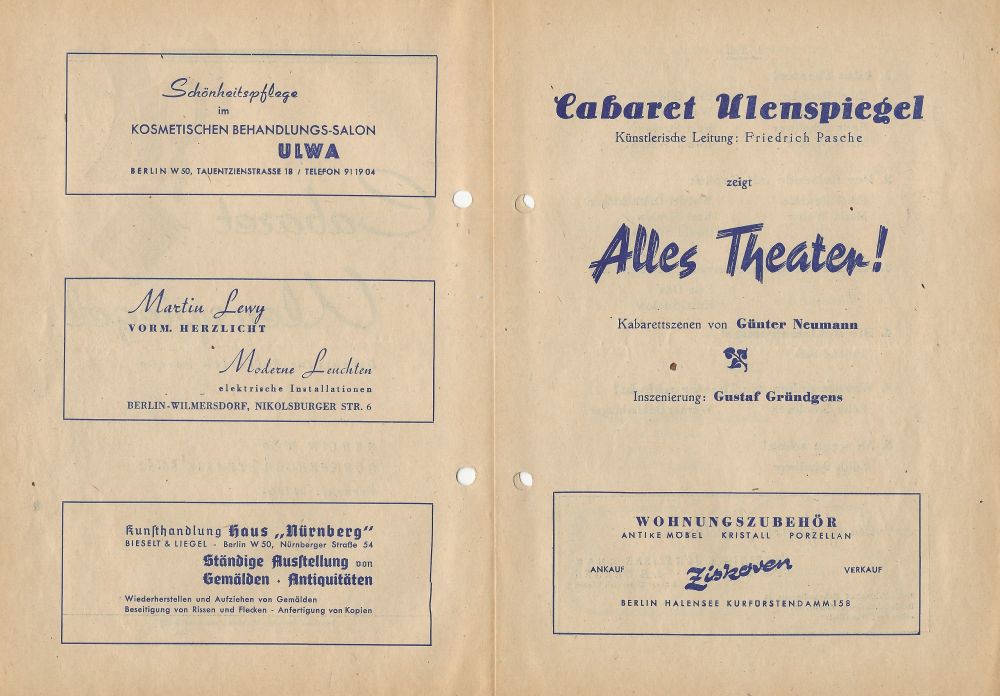 Schönheitspflege
im
KOSMETISCHEN BEHANDLUNGS-SALON
ULWA
BERLIN W 50, TAUENTZIENSTRASSE 18 / TELEFON 91 19 04
Martin Lewy
VORM. HERZLICHT
Moderne Leuchten
elektrische Installationen
BERLIN-WILMERSDORF, NIKOLSBURGER STR. 6
Kunsthandlung Haus „Nürnberg“
BIESELT & LIEGEL - Berlin W 50, Nürnberger Straße 54
Ständige Ausstellung von
Gemälden · Antiquitäten
Wiederherstellen und Aufziehen von Gemälden
Beseitigung von Rissen und Flecken - Anfertigung von Kopien
Cabaret Ulenspiegel
Künstlerische Leitung: Friedrich Pasche
zeigt
Alles Theater!
Kabarettszenen von Günter Neumann
Inszenierung: Gustaf Gründgens
WOHNUNGSZUBEHÖR
ANTIKE MÖBEL KRISTALL PORZELLAN
ANKAUF Ziskoven VERKAUF
BERLIN HALENSEE KURFÜRSTENDAMM 158